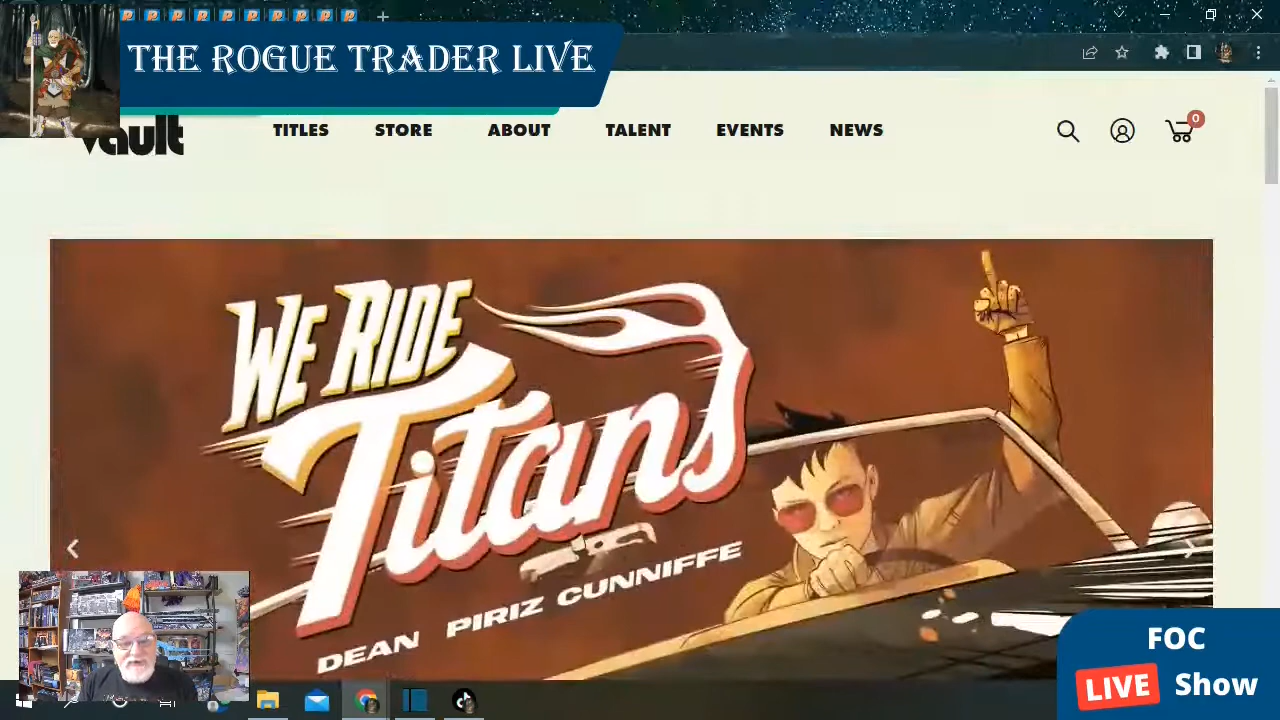 THE ROGUE TRADER LIVE
vault
TITLES STORE ABOUT TALENT EVENTS NEWS
0
WE RIDE
Titans
DEAN PIRIZ CUNNIFFE
FOC
LIVE Show